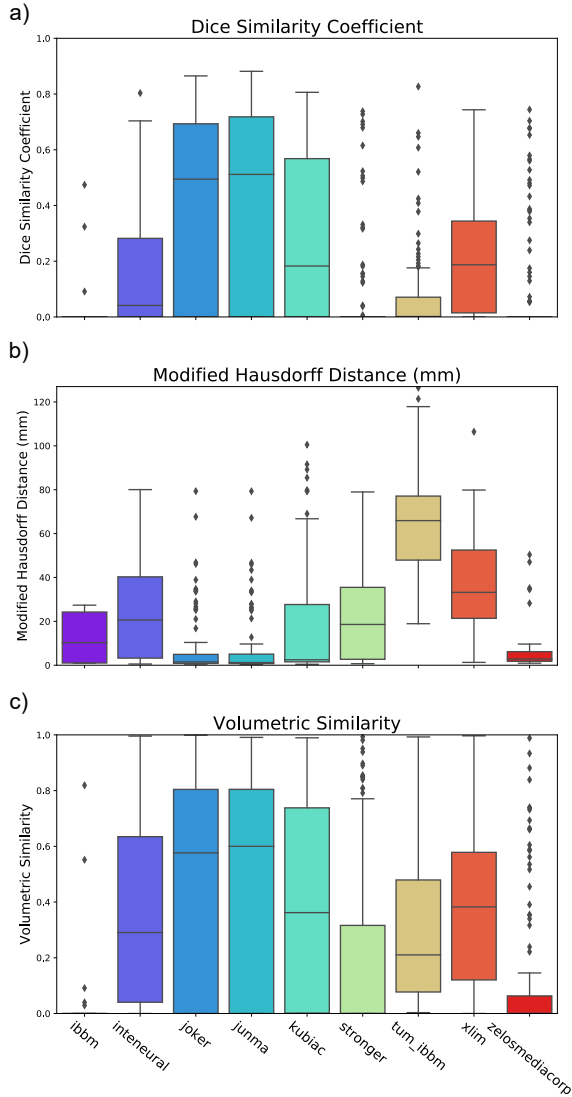 a)
Dice Similarity Coefficient
Dice Similarity Coefficient
1.0
0.8
0.6
0.4
0.2
0.0
b)
Modified Hausdorff Distance (mm)
Modified Hausdorff Distance (mm)
120
100
80
60
40
20
0
c)
Volumetric Similarity
Volumetric Similarity
1.0
0.8
0.6
0.4
0.2
0.0
ibbm
inteneural
joker
junma
kubiac
stronger
tum_ibbm
xlim
zelosmediacorp